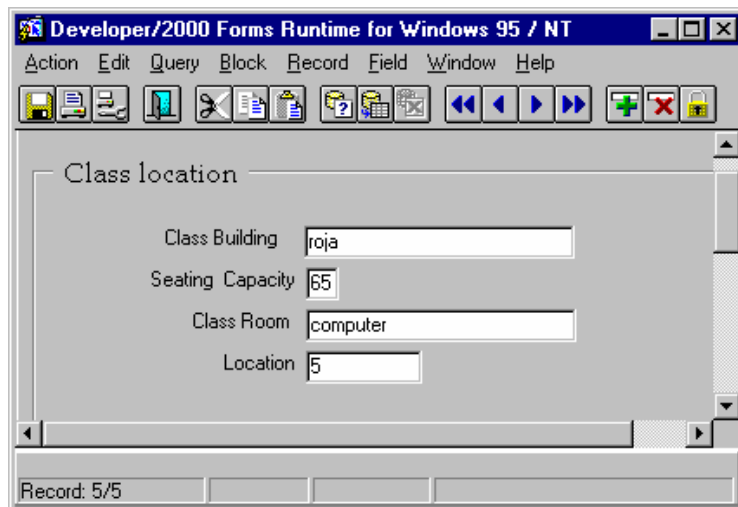 Developer/2000 Forms Runtime for Windows 95 / NT
Action Edit Query Block Record Field Window Help
Class location
Class Building roja
Seating Capacity 65
Class Room computer
Location 5
Record: 5/5